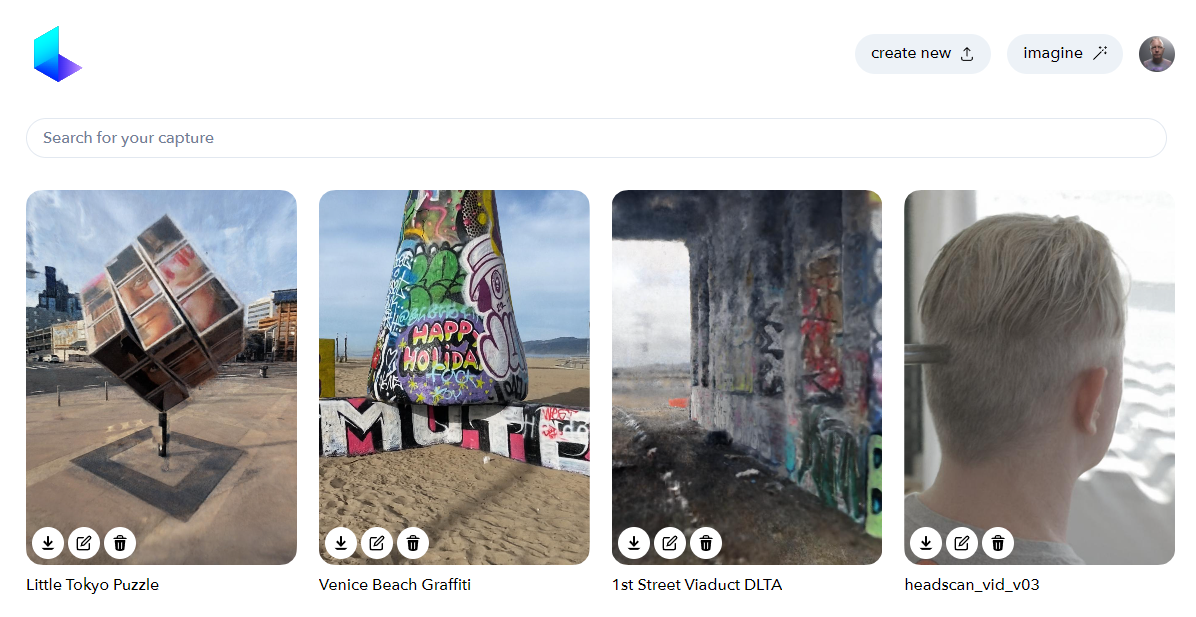 create new
imagine
Search for your capture
HAPP
HOLIDA
MUTE
Little Tokyo Puzzle
Venice Beach Graffiti
1st Street Viaduct DLTA
headscan_vid_v03